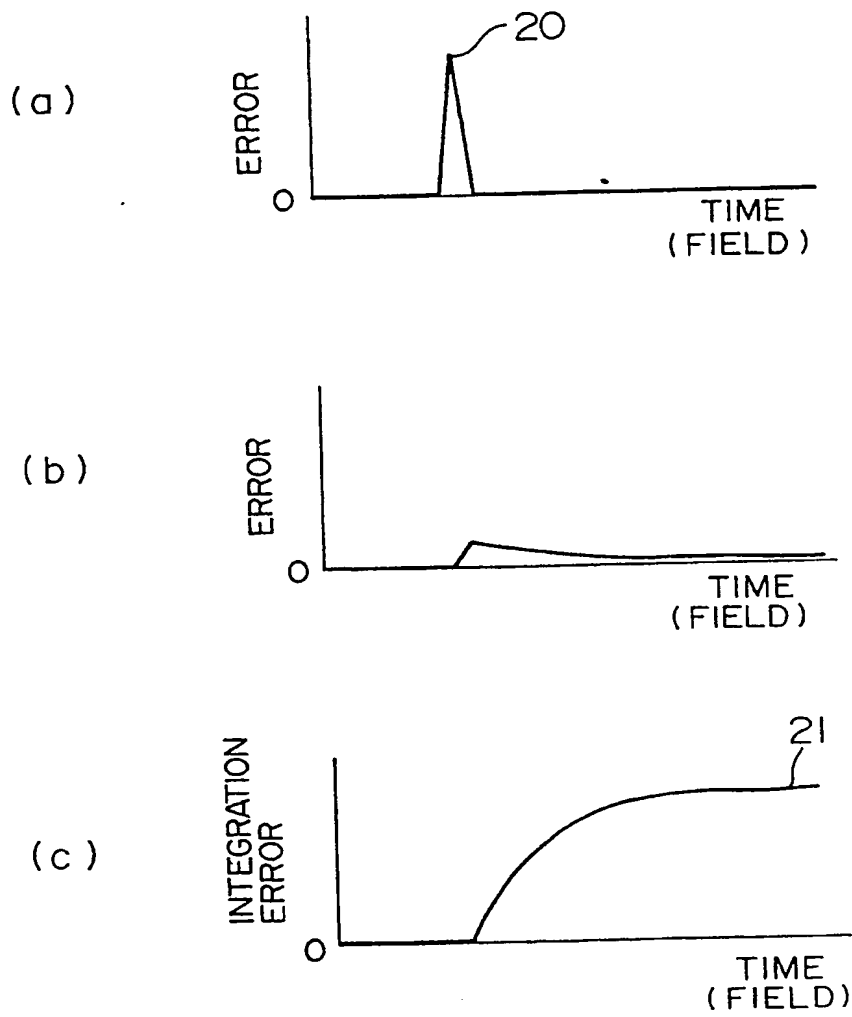 20
(a)
ERROR
0
TIME
(FIELD)
(b)
ERROR
0
TIME
(FIELD)
21
(c)
INTEGRATION
ERROR
0
TIME
(FIELD)